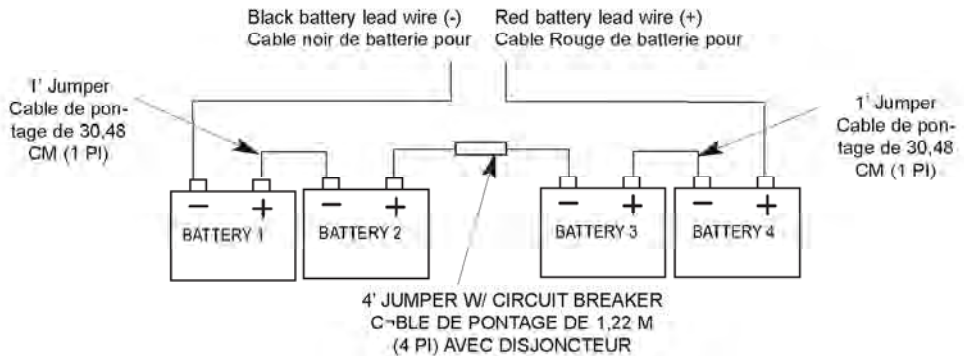 Black battery lead wire (-)
Cable noir de batterie pour
Red battery lead wire (+)
Cable Rouge de batterie pour
1' Jumper
Cable de pon-
tage de 30,48
CM (1 PI)
1' Jumper
Cable de pon-
tage de 30,48
CM (1 PI)
− +
BATTERY 1
− +
BATTERY 2
− +
BATTERY 3
− +
BATTERY 4
4' JUMPER W/ CIRCUIT BREAKER
C¬BLE DE PONTAGE DE 1,22 M
(4 PI) AVEC DISJONCTEUR